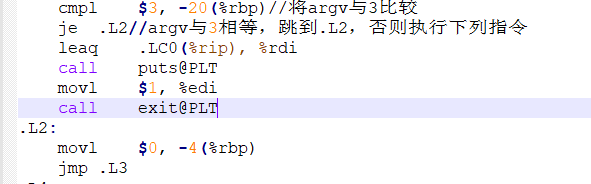 cmpl $3, -20(%rbp)//将argv与3比较
je .L2//argv与3相等，跳到.L2，否则执行下列指令
leaq .LC0(%rip), %rdi
call puts@PLT
movl $1, %edi
call exit@PLT
.L2:
movl $0, -4(%rbp)
jmp .L3